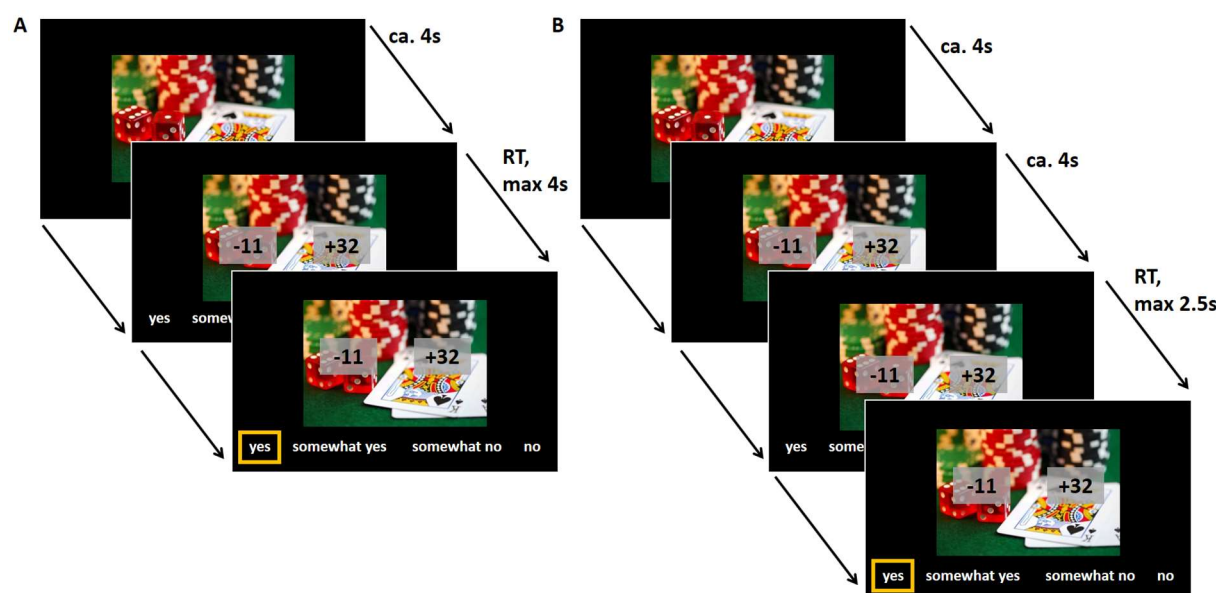 A
ca. 4s
RT,
max 4s
-11 +32
yes somew
-11 +32
yes somewhat yes somewhat no no
B
ca. 4s
ca. 4s
RT,
max 2.5s
-11 +32
-11 +32
yes some
-11 +32
yes somewhat yes somewhat no no